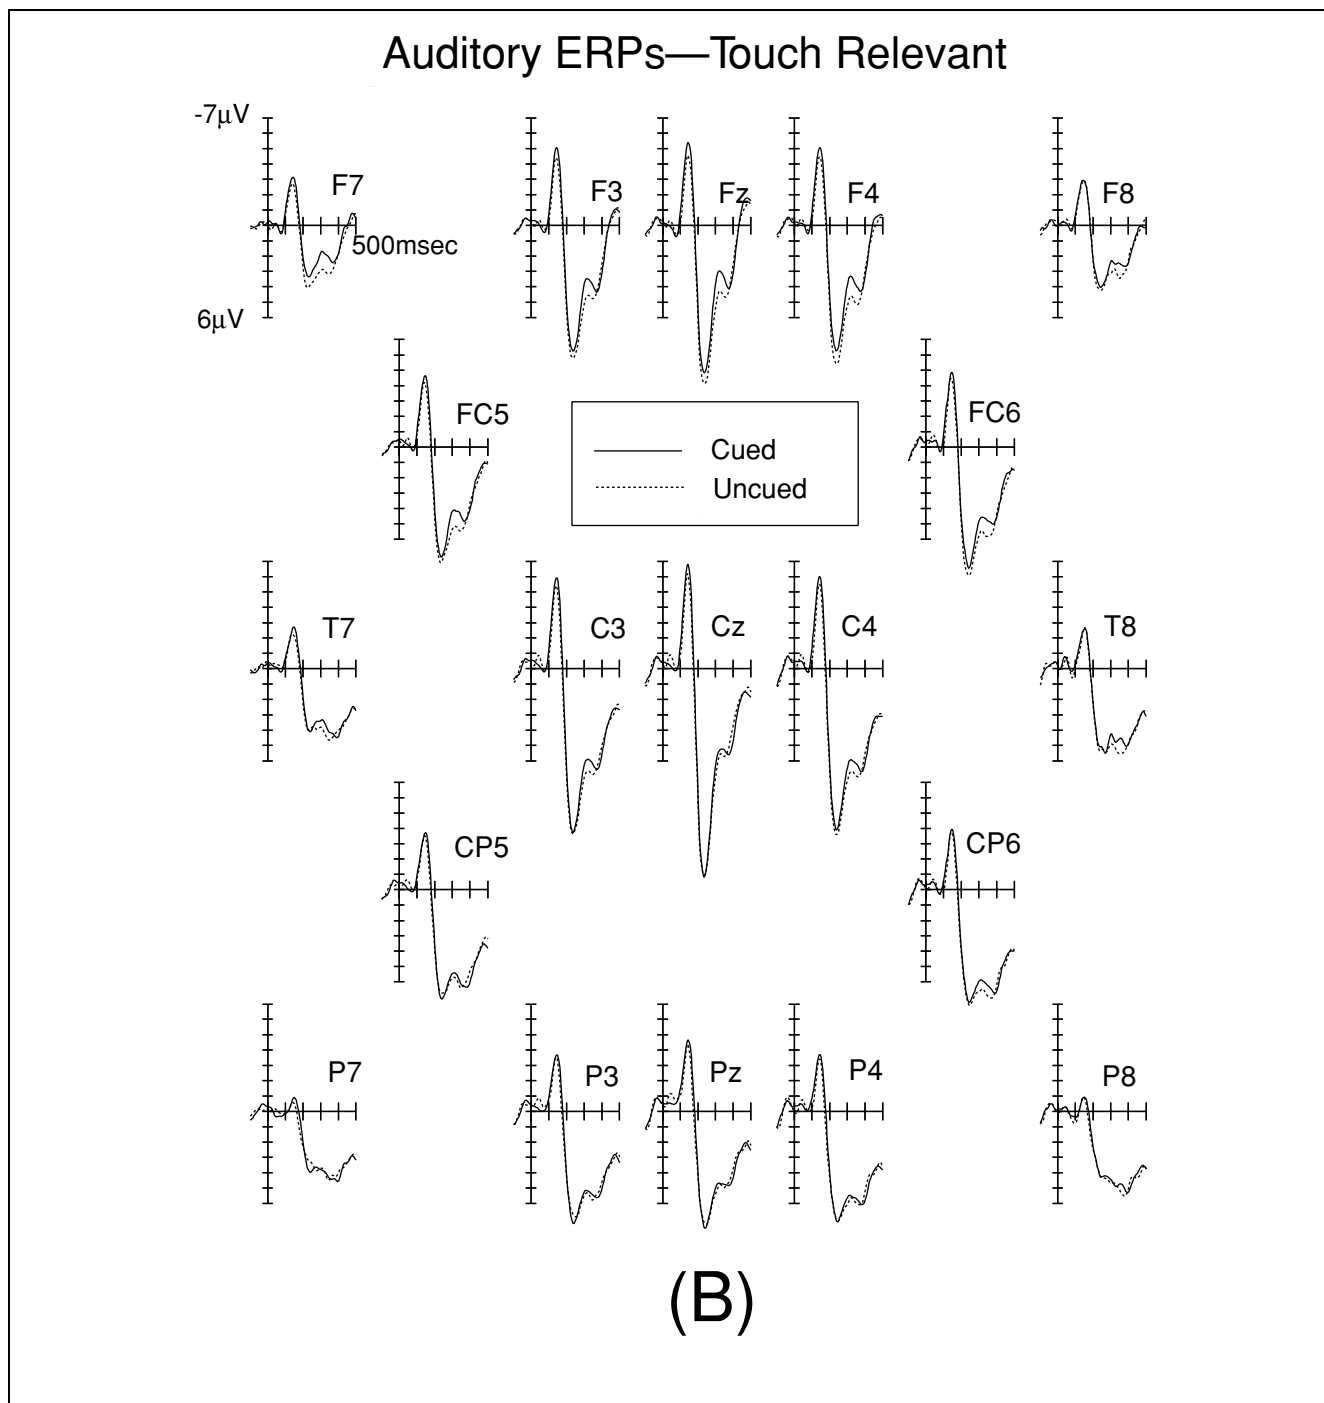 Auditory ERPs—Touch Relevant
-7μV
F7
F3
Fz
F4
F8
500msec
6μV
FC5
FC6
Cued
Uncued
T7
C3
Cz
C4
T8
CP5
CP6
P7
P3
Pz
P4
P8
(B)